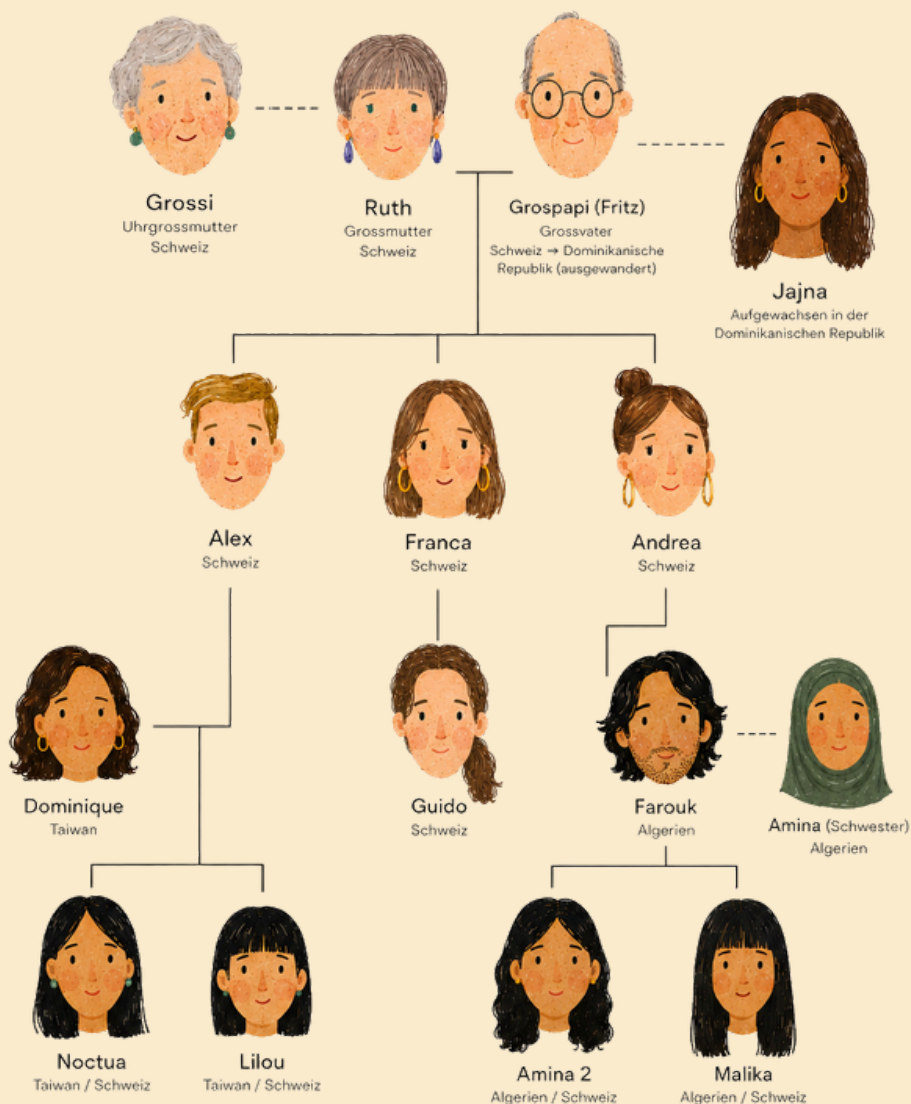 Grossi
Uhrgrossmutter
Schweiz
Ruth
Grossmutter
Schweiz
Grospapi (Fritz)
Grossvater
Schweiz → Dominikanische
Republik (ausgewandert)
Jajna
Aufgewachsen in der
Dominikanischen Republik
Alex
Schweiz
Franca
Schweiz
Andrea
Schweiz
Dominique
Taiwan
Guido
Schweiz
Farouk
Algerien
Amina (Schwester)
Algerien
Noctua
Taiwan / Schweiz
Lilou
Taiwan / Schweiz
Amina 2
Algerien / Schweiz
Malika
Algerien / Schweiz